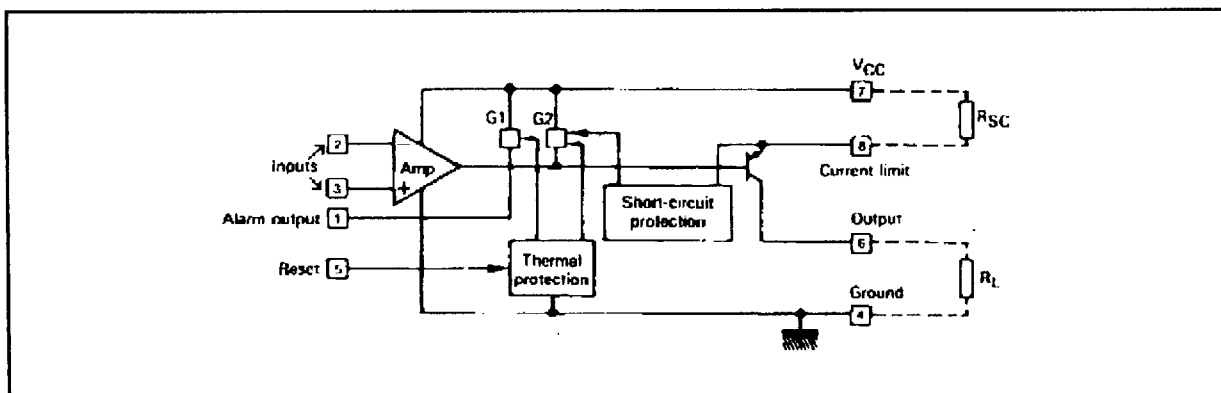 VCC
7
RSC
G1
G2
2
Inputs
Amp
8
Current limit
3
+
Short-circuit
protection
Alarm output
1
Output
6
Reset
5
Thermal
protection
RL
Ground
4